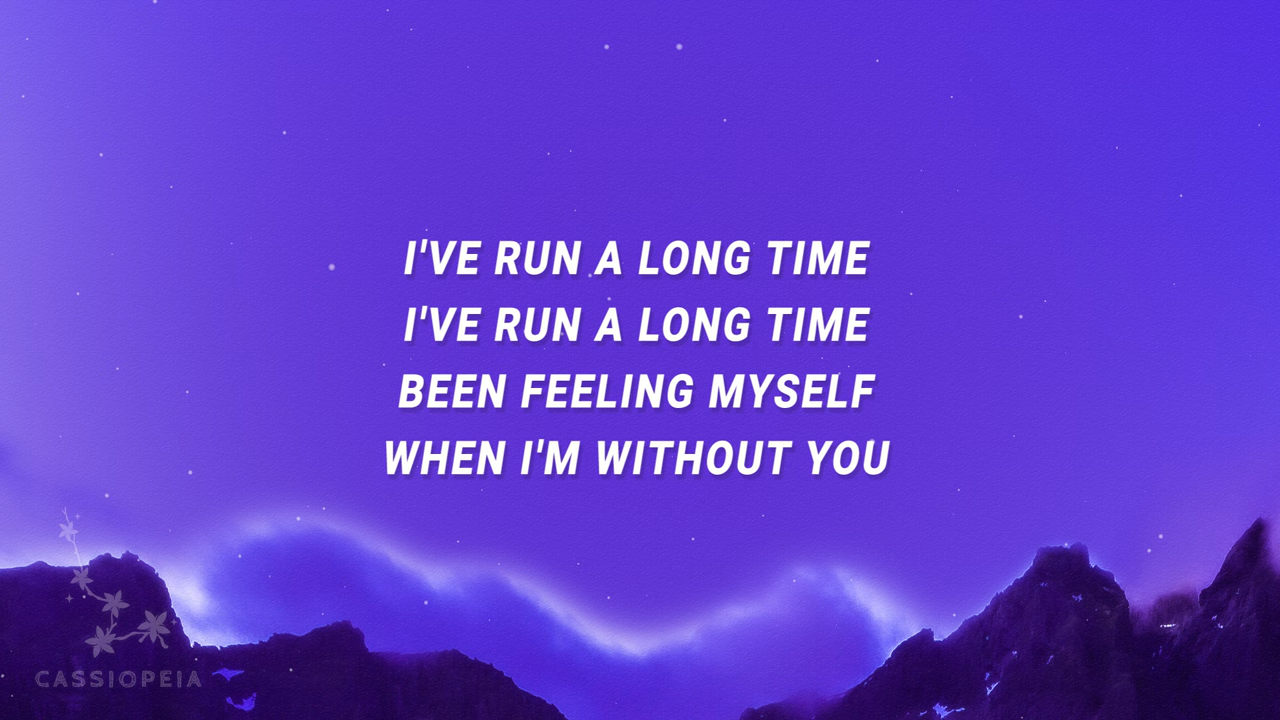 I'VE RUN A LONG TIME
I'VE RUN A LONG TIME
BEEN FEELING MYSELF
WHEN I'M WITHOUT YOU
CASSIOPEIA